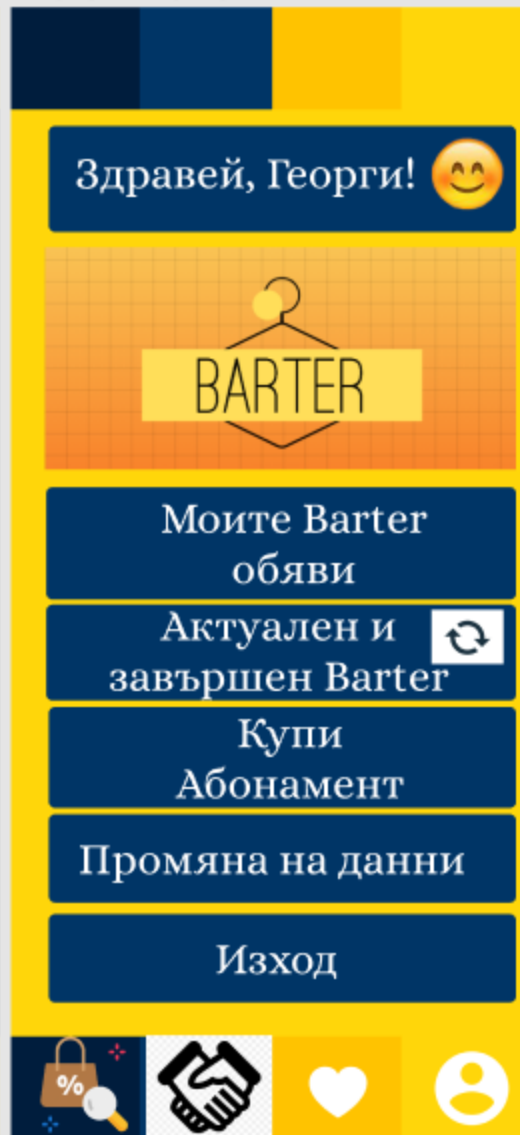 Здравей, Георги!
BARTER
Моите Barter
обяви
Актуален и
завършен Barter
Купи
Абонамент
Промяна на данни
Изход
%